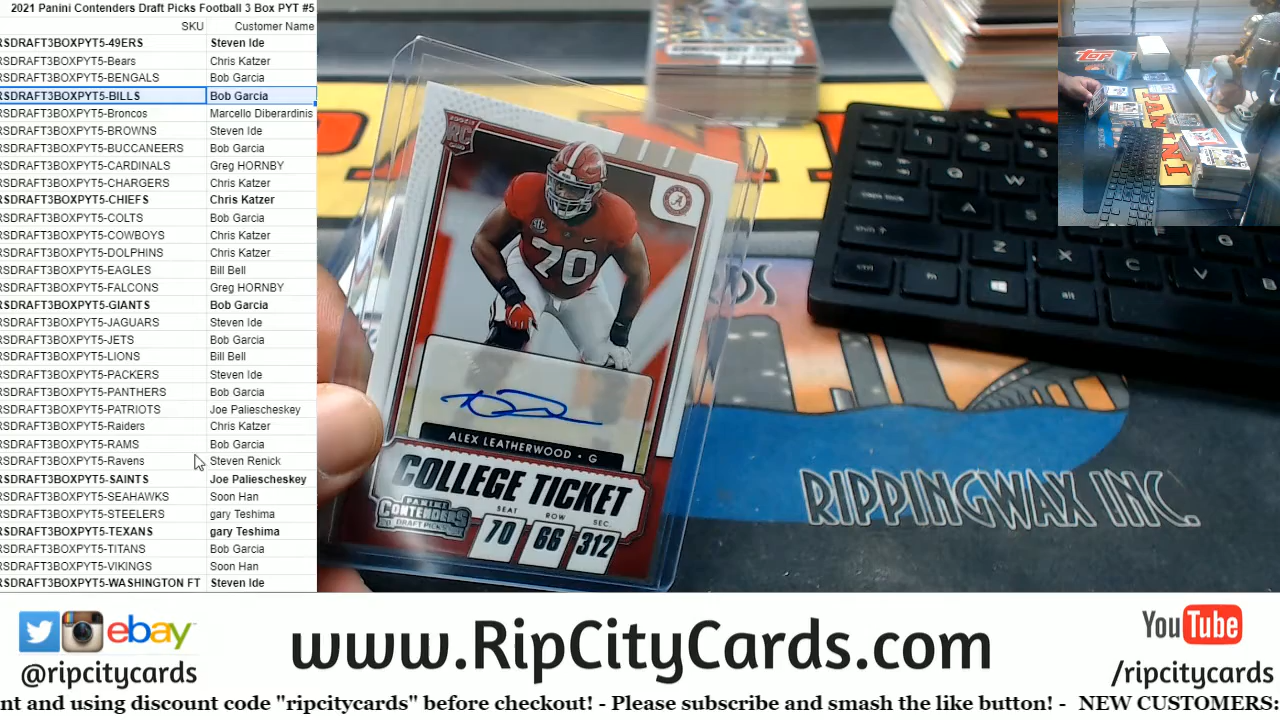 2021 Panini Contenders Draft Picks Football 3 Box PYT #5
SKU Customer Name
RSDRAFT3BOXPYT5-49ERS Steven Ide
RSDRAFT3BOXPYT5-Bears Chris Katzer
RSDRAFT3BOXPYT5-BENGALS Bob Garcia
RSDRAFT3BOXPYT5-BILLS Bob Garcia
RSDRAFT3BOXPYT5-Broncos Marcello Diberardinis
RSDRAFT3BOXPYT5-BROWNS Steven Ide
RSDRAFT3BOXPYT5-BUCCANEERS Bob Garcia
RSDRAFT3BOXPYT5-CARDINALS Greg HORNBY
RSDRAFT3BOXPYT5-CHARGERS Chris Katzer
RSDRAFT3BOXPYT5-CHIEFS Chris Katzer
RSDRAFT3BOXPYT5-COLTS Bob Garcia
RSDRAFT3BOXPYT5-COWBOYS Chris Katzer
RSDRAFT3BOXPYT5-DOLPHINS Chris Katzer
RSDRAFT3BOXPYT5-EAGLES Bill Bell
RSDRAFT3BOXPYT5-FALCONS Greg HORNBY
RSDRAFT3BOXPYT5-GIANTS Bob Garcia
RSDRAFT3BOXPYT5-JAGUARS Steven Ide
RSDRAFT3BOXPYT5-JETS Bob Garcia
RSDRAFT3BOXPYT5-LIONS Bill Bell
RSDRAFT3BOXPYT5-PACKERS Steven Ide
RSDRAFT3BOXPYT5-PANTHERS Bob Garcia
RSDRAFT3BOXPYT5-PATRIOTS Joe Paliescheskey
RSDRAFT3BOXPYT5-Raiders Chris Katzer
RSDRAFT3BOXPYT5-RAMS Bob Garcia
RSDRAFT3BOXPYT5-Ravens Steven Renick
RSDRAFT3BOXPYT5-SAINTS Joe Paliescheskey
RSDRAFT3BOXPYT5-SEAHAWKS Soon Han
RSDRAFT3BOXPYT5-STEELERS gary Teshima
RSDRAFT3BOXPYT5-TEXANS gary Teshima
RSDRAFT3BOXPYT5-TITANS Bob Garcia
RSDRAFT3BOXPYT5-VIKINGS Soon Han
RSDRAFT3BOXPYT5-WASHINGTON FT Steven Ide
RC
70
ALEX LEATHERWOOD • G
COLLEGE TICKET
PANINI
CONTENDERS
DRAFT PICKS
SEAT ROW SEC.
70 66 312
1 2 3
Q W
A S
Z X C V
shift
ctrl fn alt
RIPPINGWAX INC.
Topps
PANINI
ebay
@ripcitycards
www.RipCityCards.com
YouTube
/ripcitycards
nt and using discount code "ripcitycards" before checkout! - Please subscribe and smash the like button! - NEW CUSTOMERS: